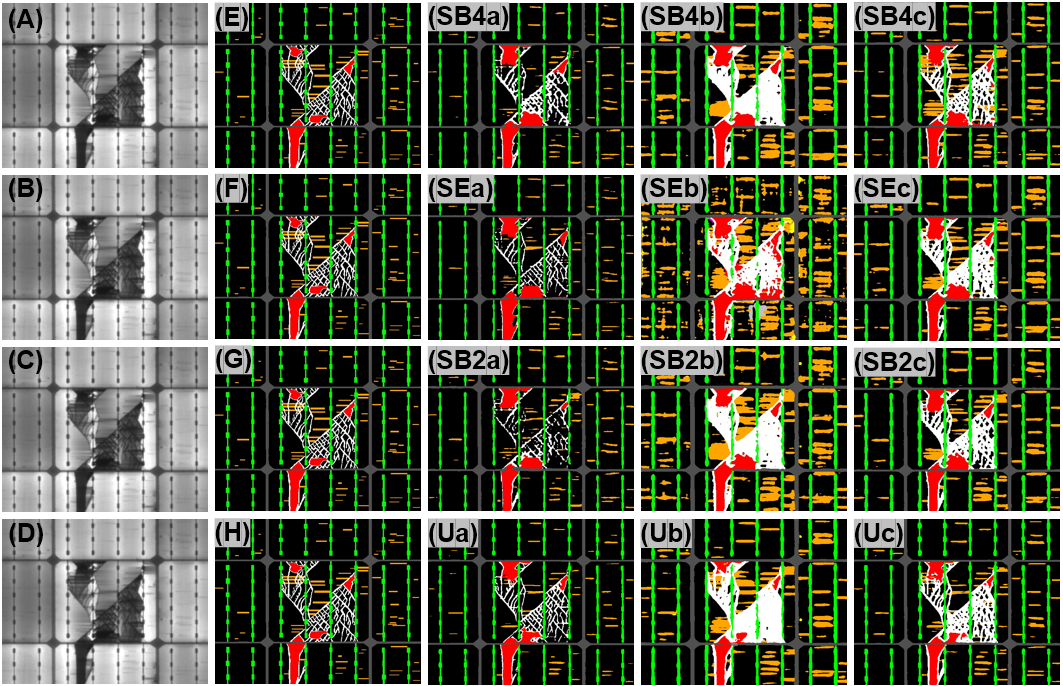 (A) (E) (SB4a) (SB4b) (SB4c)
(B) (F) (SEa) (SEb) (SEc)
(C) (G) (SB2a) (SB2b) (SB2c)
(D) (H) (Ua) (Ub) (Uc)